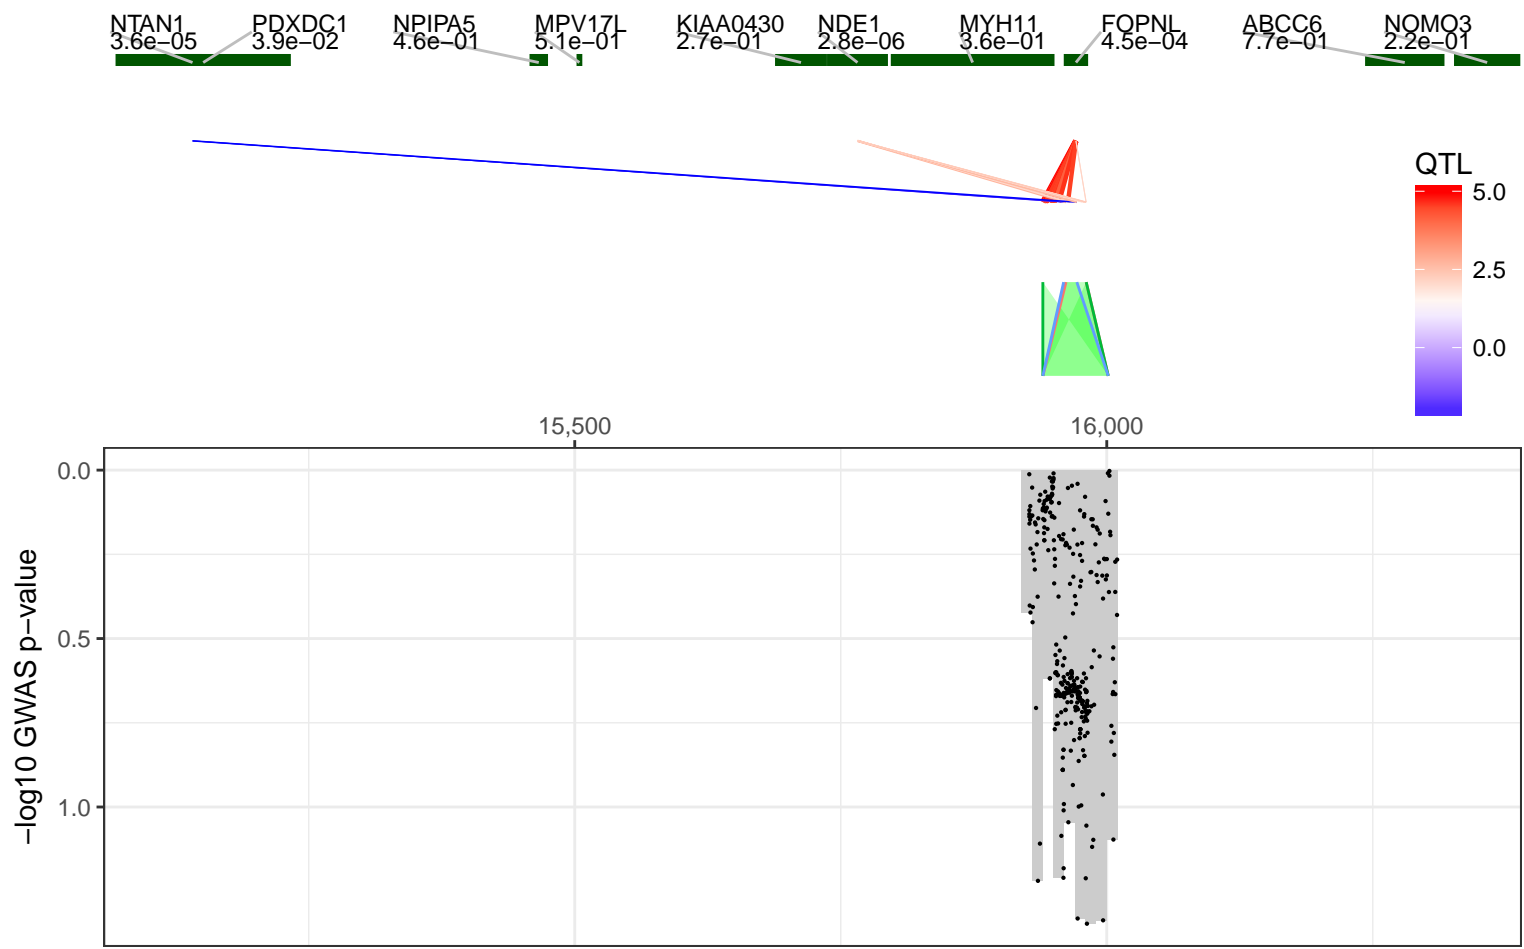 NTAN1 PDXDC1 NPIPA5 MPV17L KIAA0430 NDE1 MYH11 FOPNL ABCC6 NOMO3
3.6e−05 3.9e−02 4.6e−01 5.1e−01 2.7e−01 2.8e−06 3.6e−01 4.5e−04 7.7e−01 2.2e−01
QTL
5.0
2.5
0.0
15,500 16,000
0.0
0.5
1.0
−log10 GWAS p−value